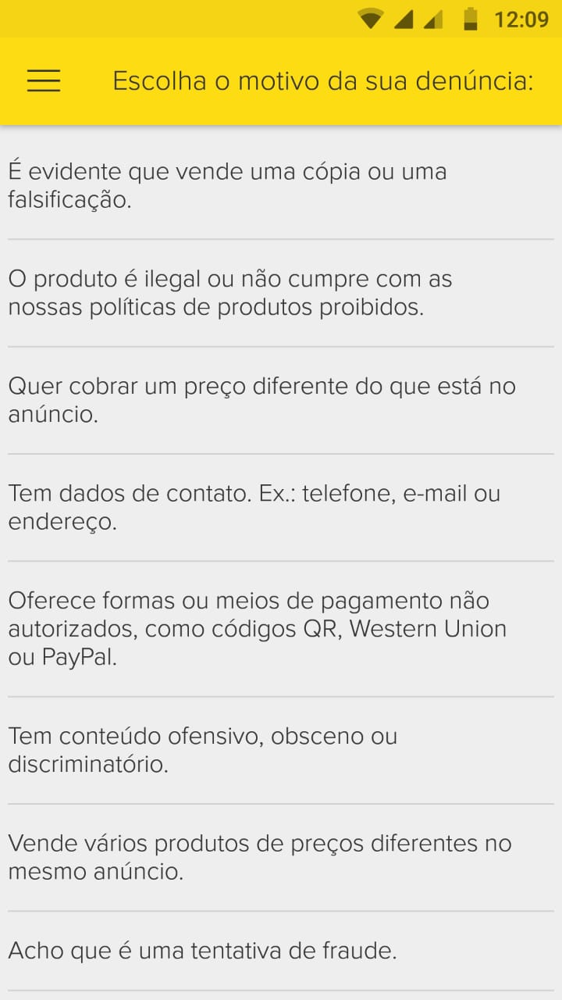 12:09
Escolha o motivo da sua denúncia:
É evidente que vende uma cópia ou uma
falsificação.
O produto é ilegal ou não cumpre com as
nossas políticas de produtos proibidos.
Quer cobrar um preço diferente do que está no
anúncio.
Tem dados de contato. Ex.: telefone, e-mail ou
endereço.
Oferece formas ou meios de pagamento não
autorizados, como códigos QR, Western Union
ou PayPal.
Tem conteúdo ofensivo, obsceno ou
discriminatório.
Vende vários produtos de preços diferentes no
mesmo anúncio.
Acho que é uma tentativa de fraude.